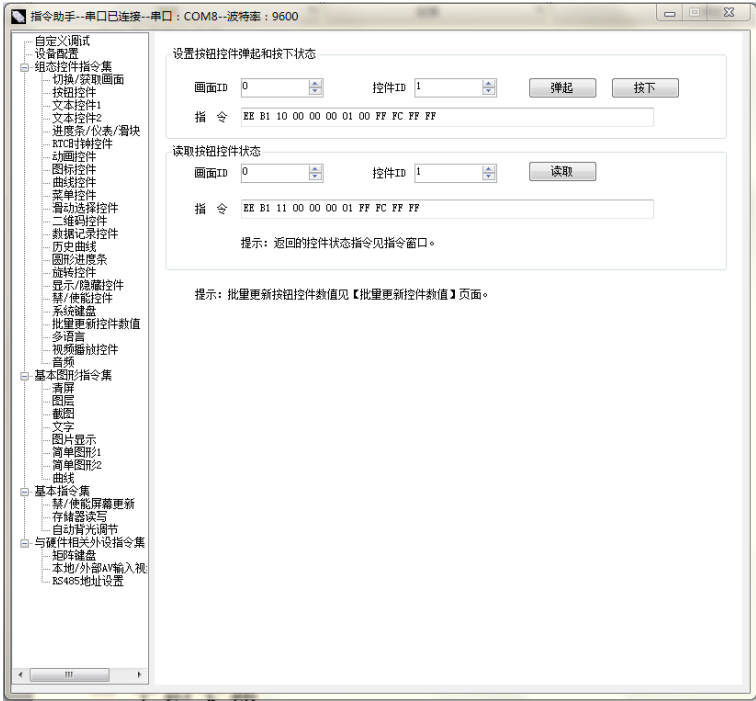 指令助手--串口已连接--串口：COM8--波特率：9600
自定义调试
设备配置
组态控件指令集
切换/获取画面
按钮控件
文本控件1
文本控件2
进度条/仪表/滑块
RTC时钟控件
动画控件
图标控件
曲线控件
菜单控件
滑动选择控件
二维码控件
数据记录控件
历史曲线
圆形进度条
旋转控件
显示/隐藏控件
禁/使能控件
系统键盘
批量更新控件数值
多语言
视频播放控件
音频
基本图形指令集
清屏
图层
截图
文字
图片显示
简单图形1
简单图形2
曲线
基本指令集
禁/使能屏幕更新
存储器读写
自动背光调节
与硬件相关外设指令集
矩阵键盘
本地/外部AV输入视
RS485地址设置
设置按钮控件弹起和按下状态
画面ID 0 控件ID 1 弹起 按下
指 令 EE B1 10 00 00 00 01 00 FF FC FF FF
读取按钮控件状态
画面ID 0 控件ID 1 读取
指 令 EE B1 11 00 00 00 01 FF FC FF FF
提示：返回的控件状态指令见指令窗口。
提示：批量更新按钮控件数值见【批量更新控件数值】页面。